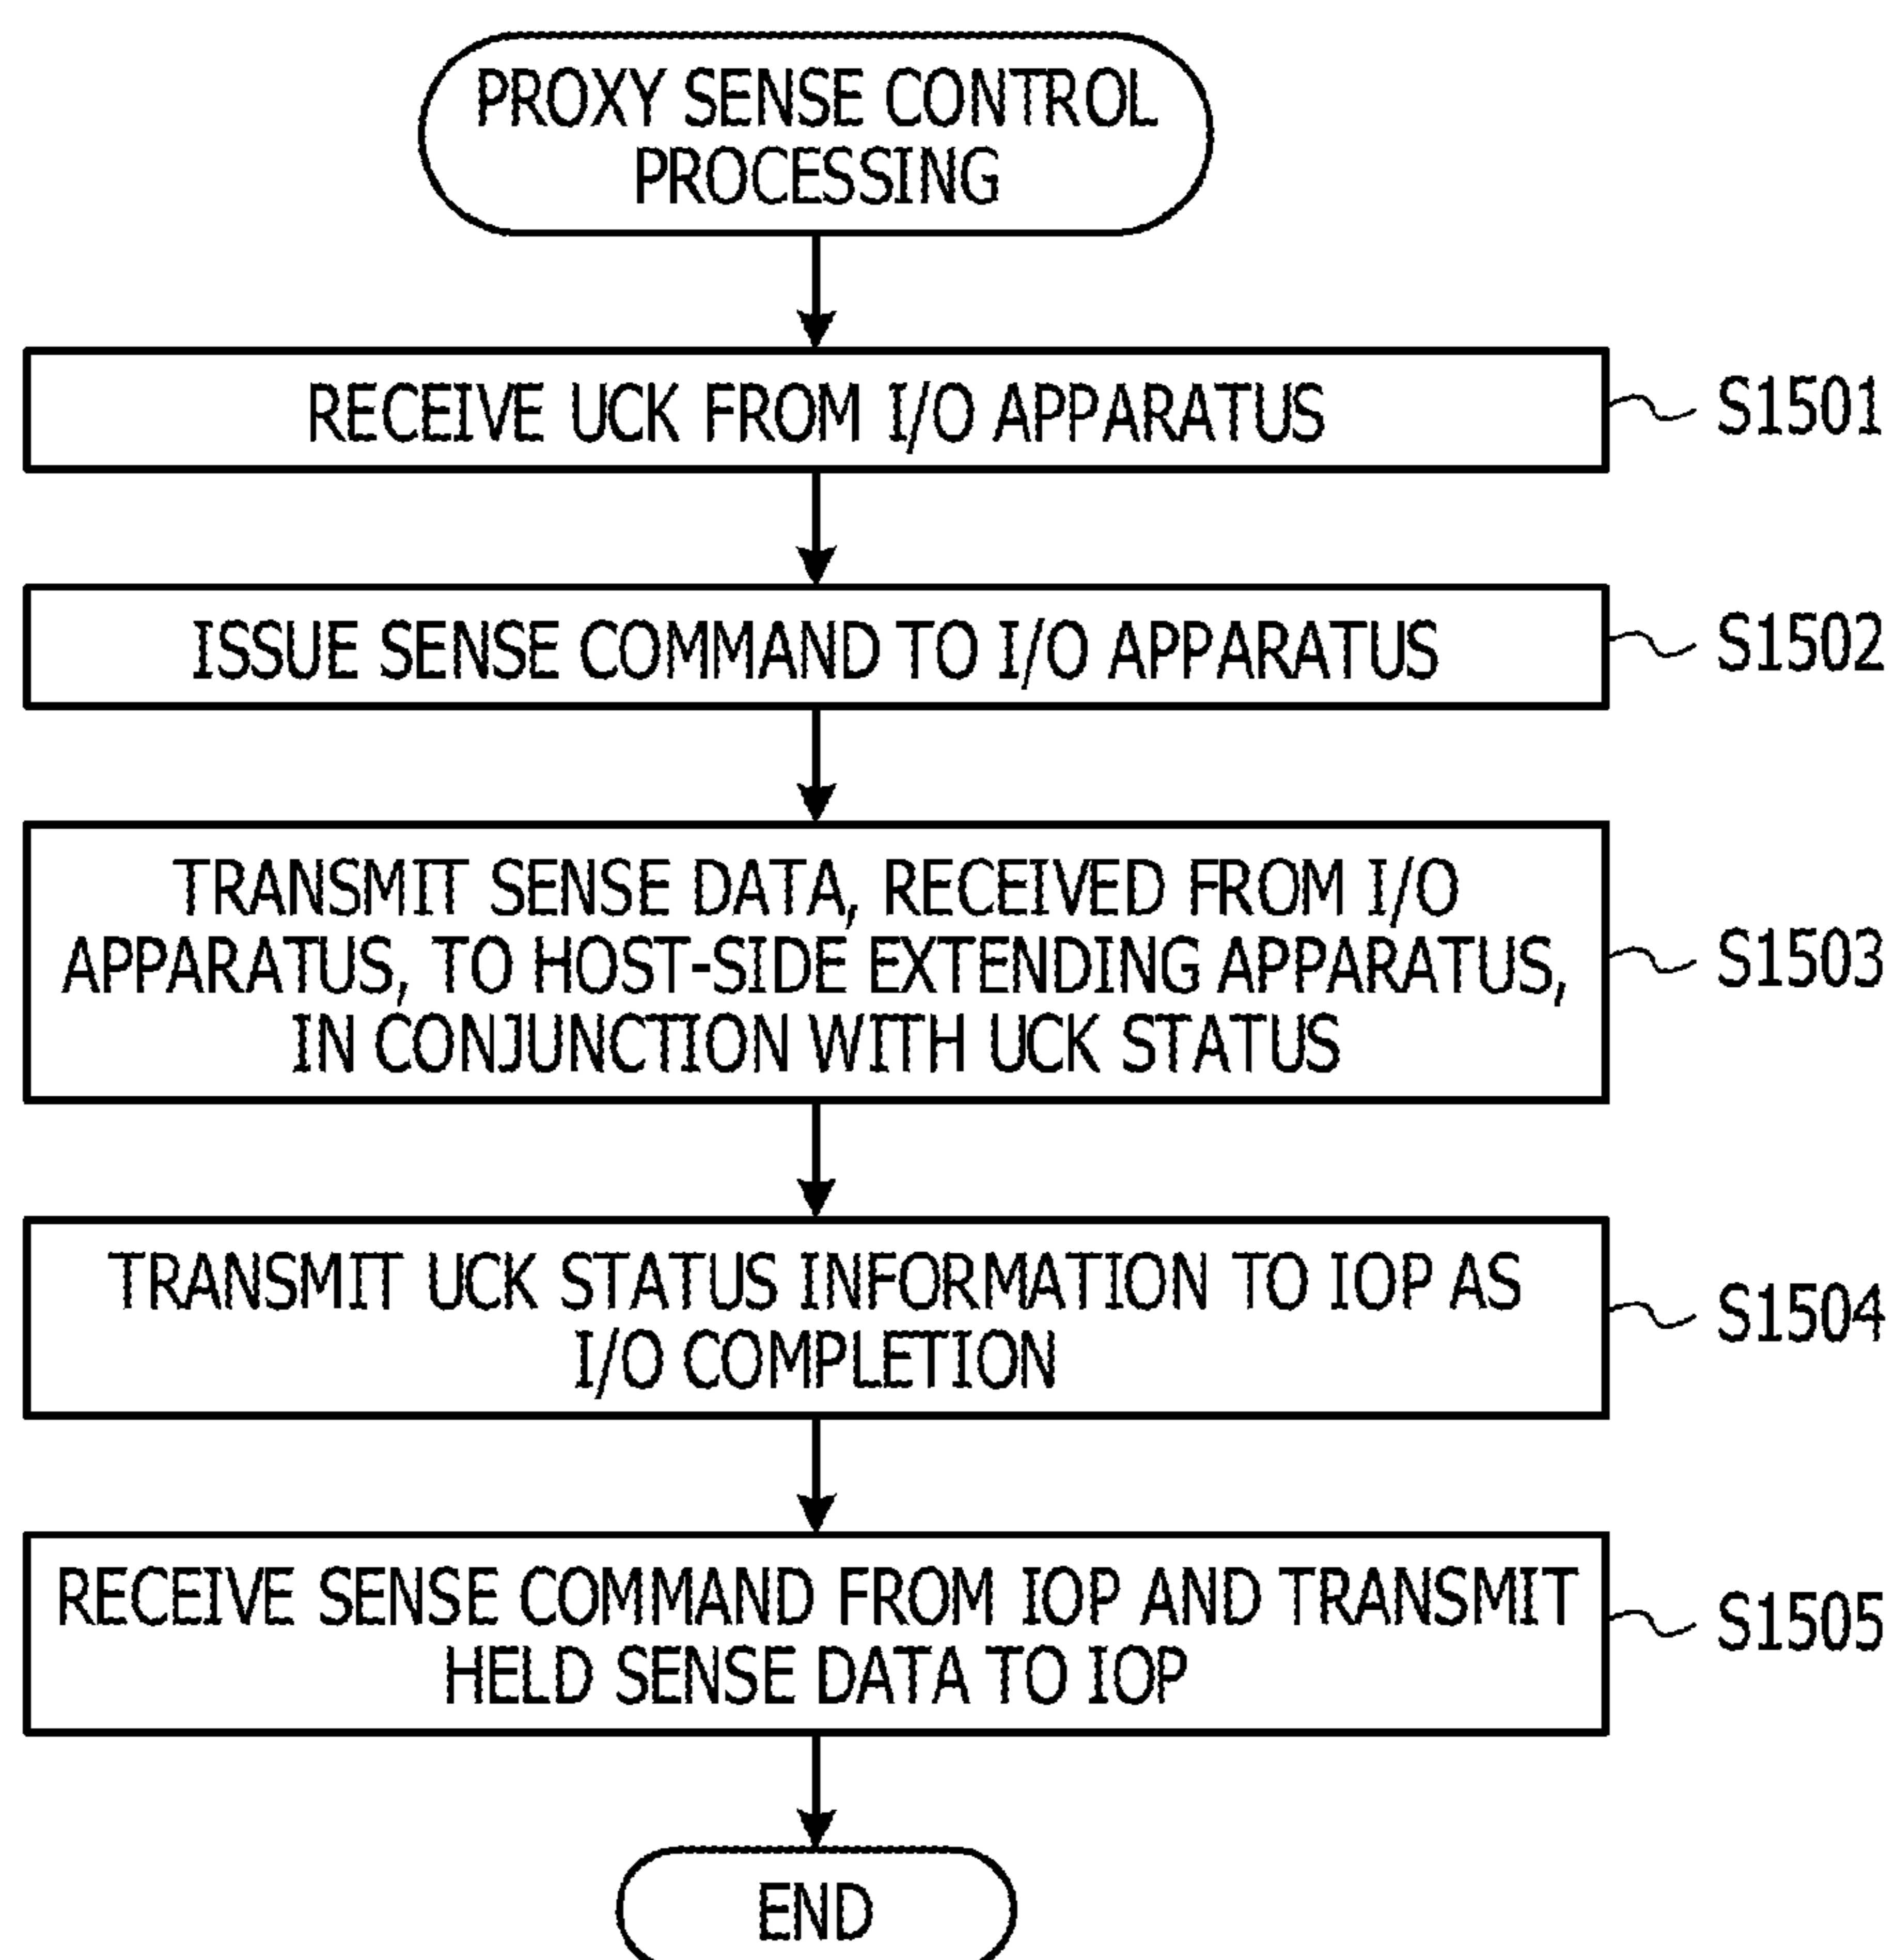 PROXY SENSE CONTROL
PROCESSING
RECEIVE UCK FROM I/O APPARATUS
S1501
ISSUE SENSE COMMAND TO I/O APPARATUS
S1502
TRANSMIT SENSE DATA, RECEIVED FROM I/O
APPARATUS, TO HOST-SIDE EXTENDING APPARATUS,
IN CONJUNCTION WITH UCK STATUS
S1503
TRANSMIT UCK STATUS INFORMATION TO IOP AS
I/O COMPLETION
S1504
RECEIVE SENSE COMMAND FROM IOP AND TRANSMIT
HELD SENSE DATA TO IOP
S1505
END